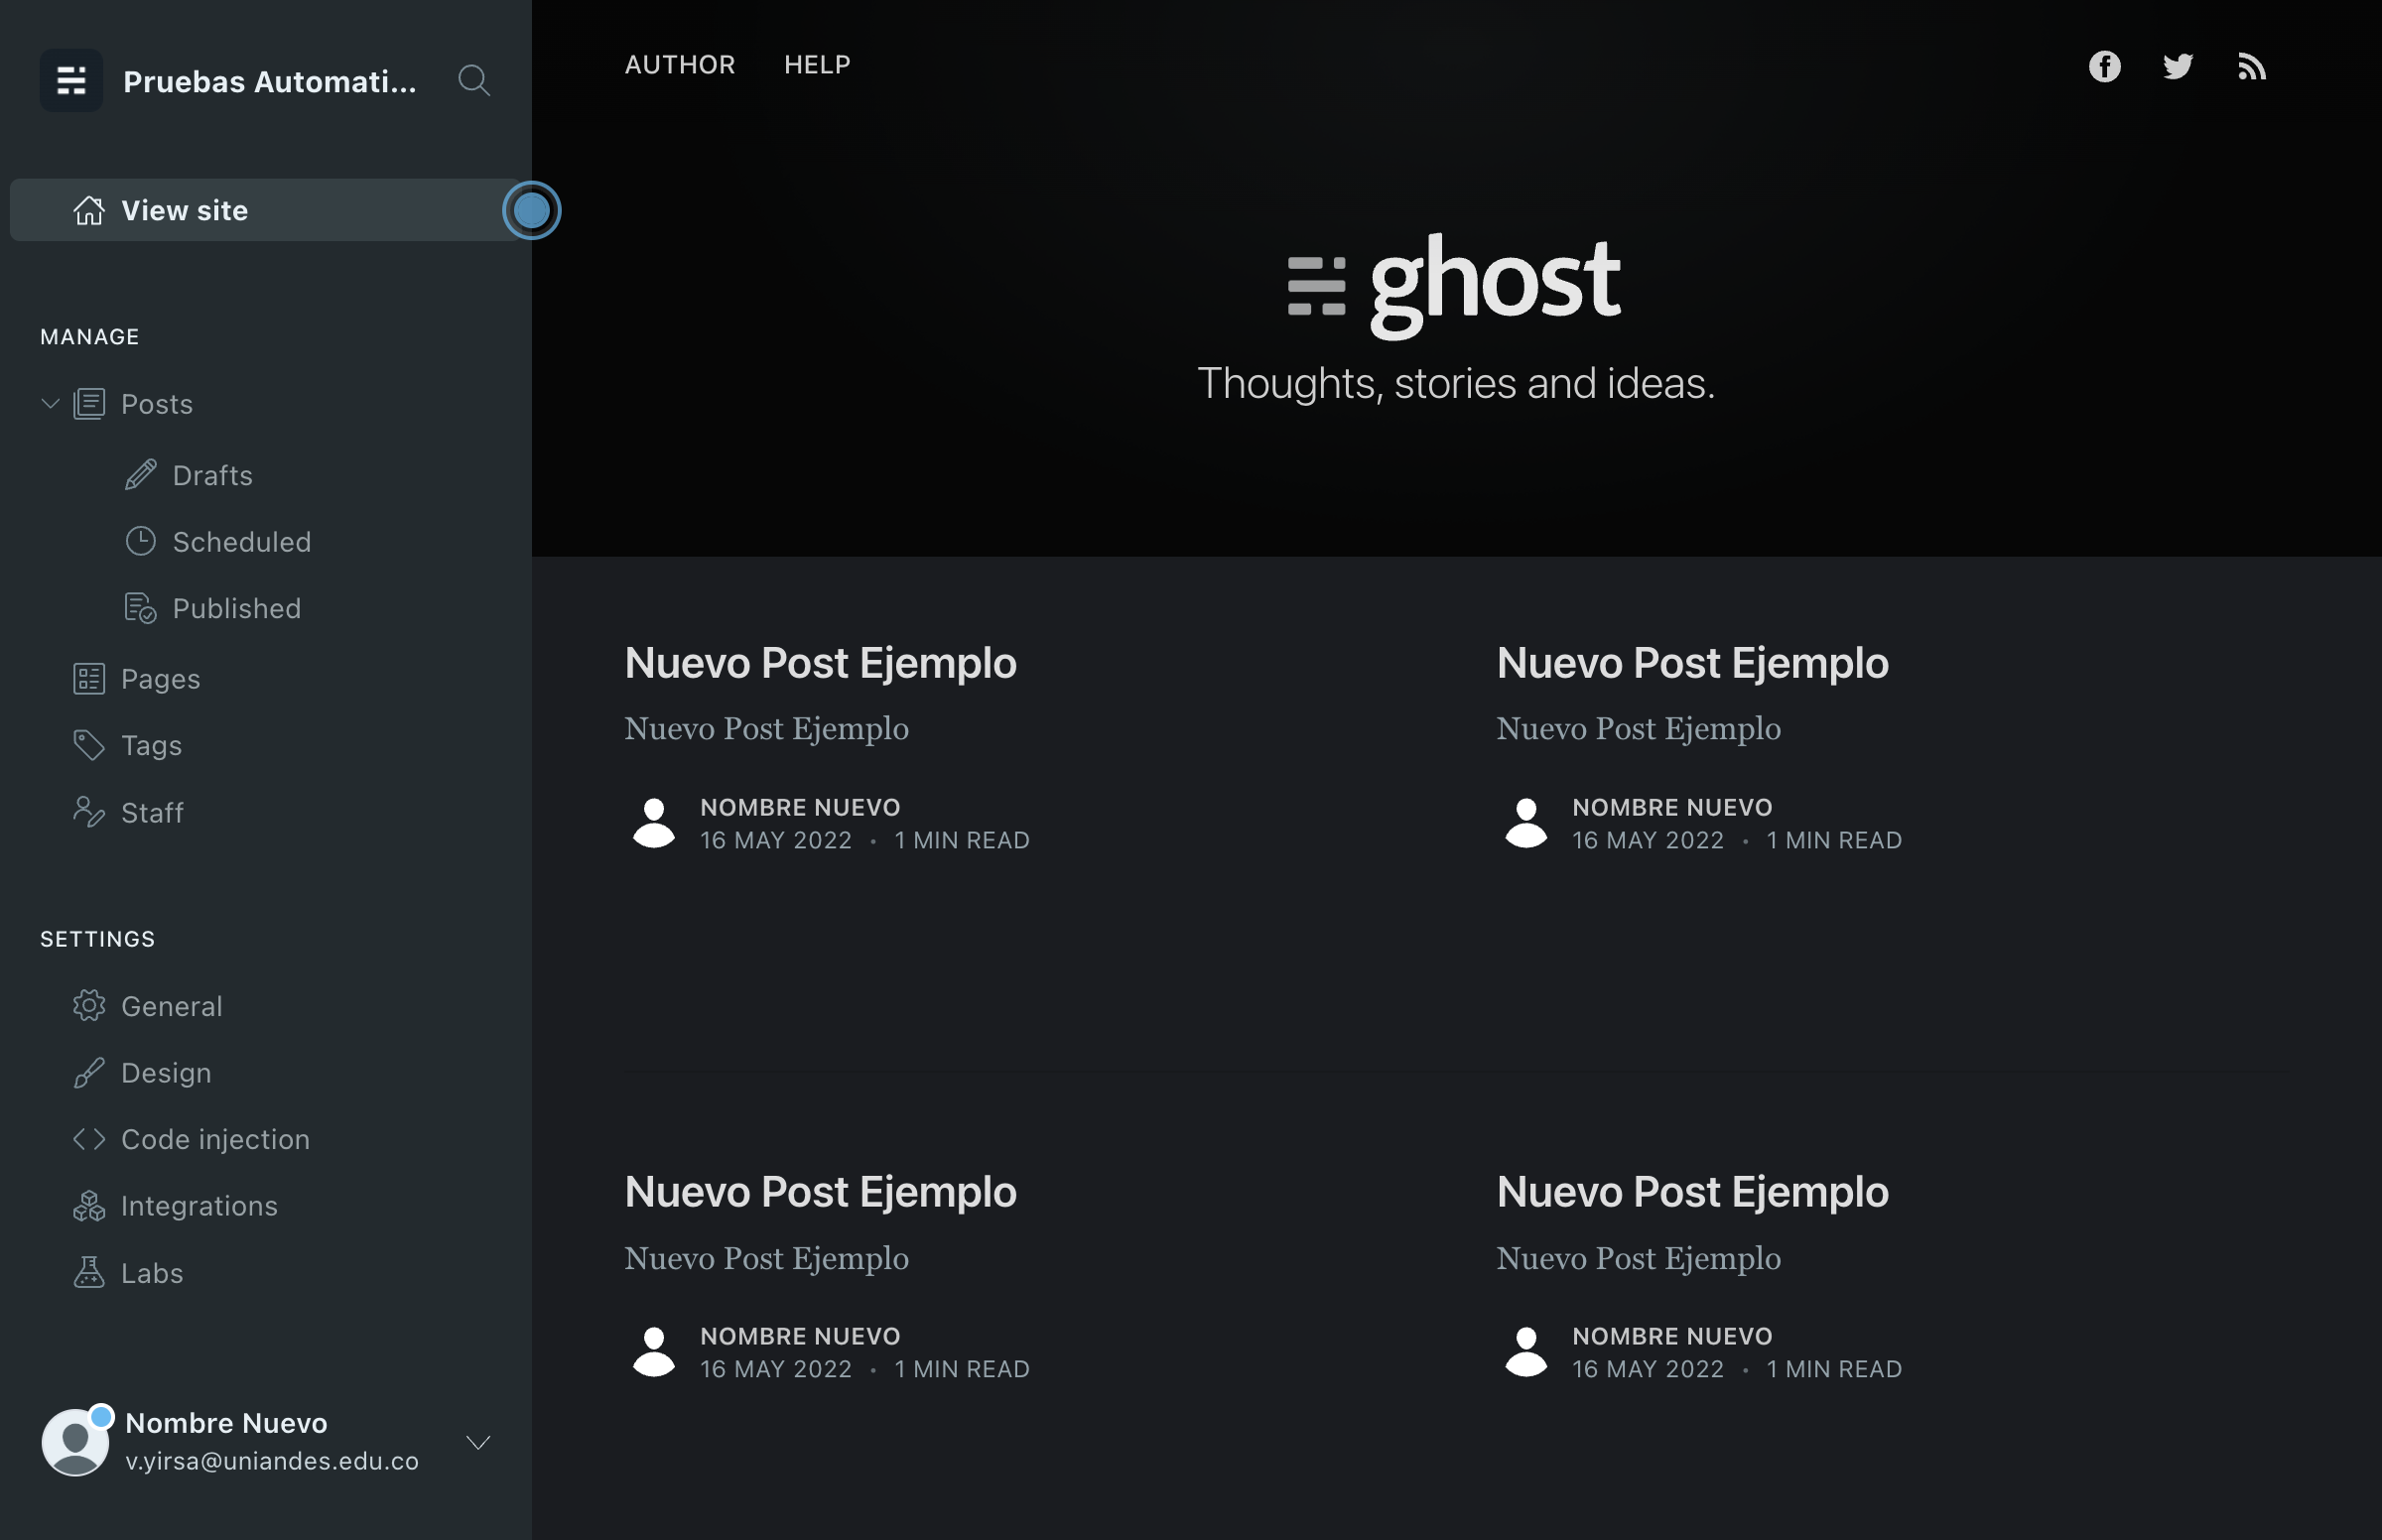 Pruebas Automati...
View site
MANAGE
Posts
Drafts
Scheduled
Published
Pages
Tags
Staff
SETTINGS
General
Design
Code injection
Integrations
Labs
Nombre Nuevo
v.yirsa@uniandes.edu.co
AUTHOR HELP
ghost
Thoughts, stories and ideas.
Nuevo Post Ejemplo
Nuevo Post Ejemplo
NOMBRE NUEVO
16 MAY 2022 • 1 MIN READ
Nuevo Post Ejemplo
Nuevo Post Ejemplo
NOMBRE NUEVO
16 MAY 2022 • 1 MIN READ
Nuevo Post Ejemplo
Nuevo Post Ejemplo
NOMBRE NUEVO
16 MAY 2022 • 1 MIN READ
Nuevo Post Ejemplo
Nuevo Post Ejemplo
NOMBRE NUEVO
16 MAY 2022 • 1 MIN READ